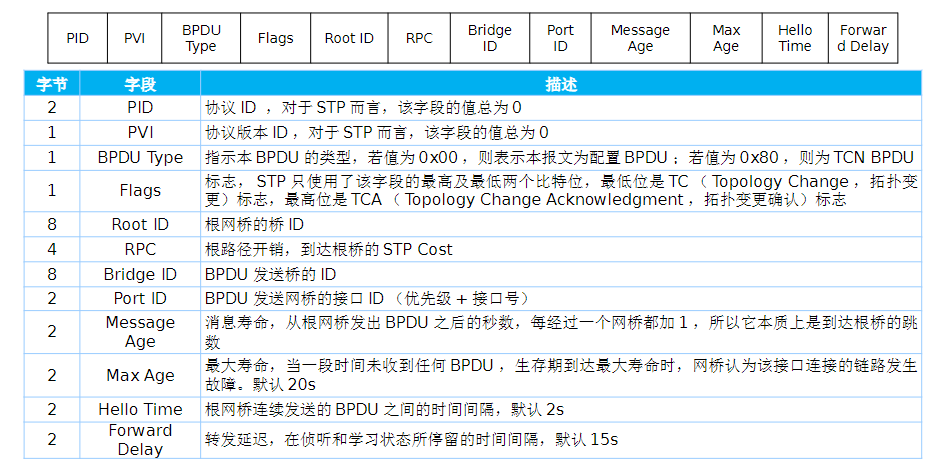 PID PVI BPDU Type Flags Root ID RPC Bridge ID Port ID Message Age Max Age Hello Time Forwar d Delay
字节 字段 描述
2 PID 协议 ID ，对于 STP 而言，该字段的值总为 0
1 PVI 协议版本 ID ，对于 STP 而言，该字段的值总为 0
1 BPDU Type 指示本 BPDU 的类型，若值为 0x00 ，则表示本报文为配置 BPDU ；若值为 0x80 ，则为 TCN BPDU
1 Flags 标志， STP 只使用了该字段的最高及最低两个比特位，最低位是 TC （ Topology Change ，拓扑变
更）标志，最高位是 TCA （ Topology Change Acknowledgment ，拓扑变更确认）标志
8 Root ID 根网桥的桥 ID
4 RPC 根路径开销，到达根桥的 STP Cost
8 Bridge ID BPDU 发送桥的 ID
2 Port ID BPDU 发送网桥的接口 ID （优先级 + 接口号）
2 Message Age 消息寿命，从根网桥发出 BPDU 之后的秒数，每经过一个网桥都加 1 ，所以它本质上是到达根桥的跳
数
2 Max Age 最大寿命，当一段时间未收到任何 BPDU ，生存期到达最大寿命时，网桥认为该接口连接的链路发生
故障。默认 20s
2 Hello Time 根网桥连续发送的 BPDU 之间的时间间隔，默认 2s
2 Forward Delay 转发延迟，在侦听和学习状态所停留的时间间隔，默认 15s